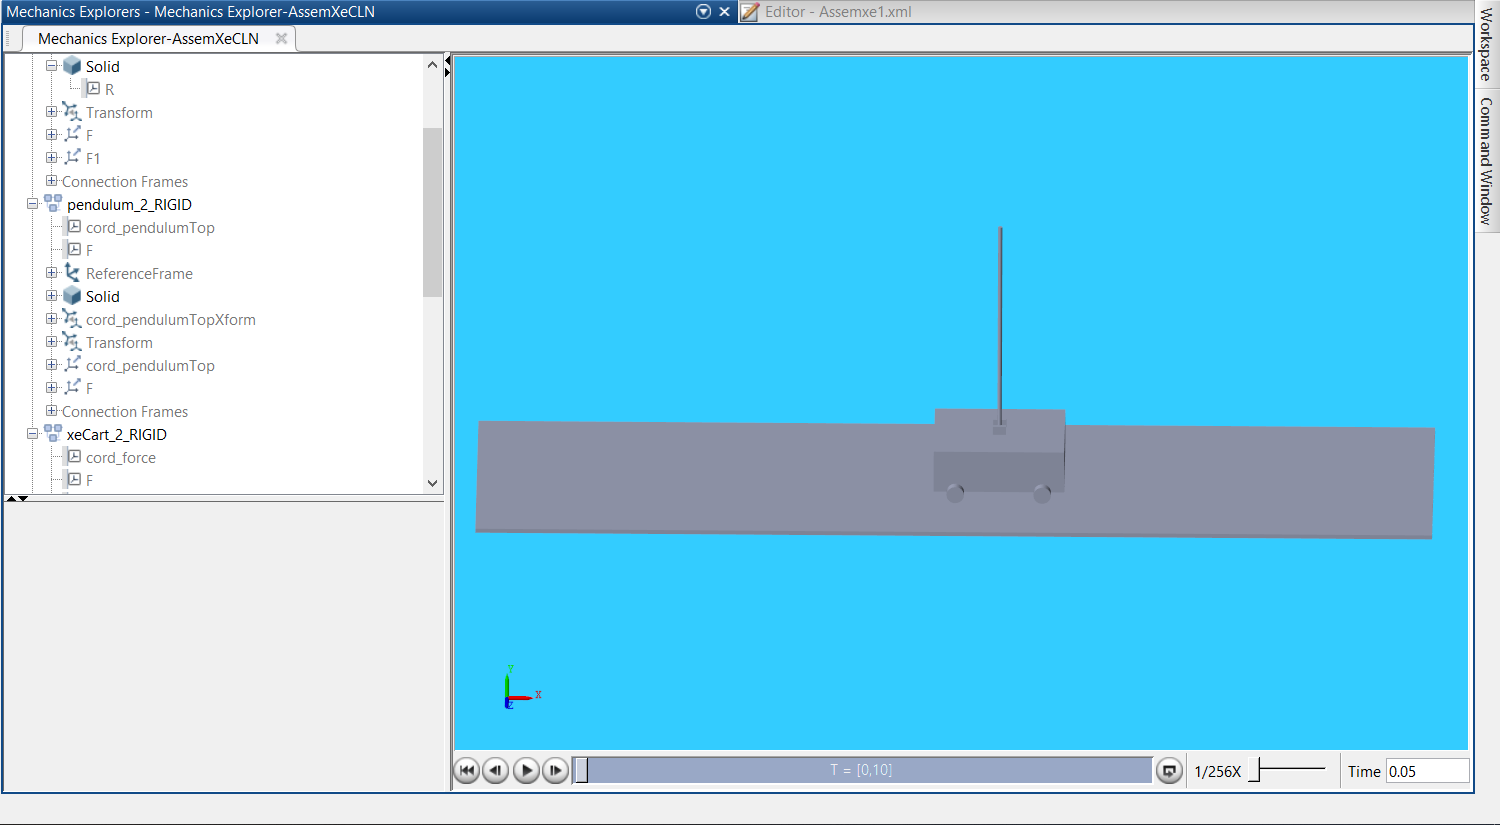 Mechanics Explorers - Mechanics Explorer-AssemXeCLN
Editor - Assemxe1.xml
Mechanics Explorer-AssemXeCLN
Solid
R
Transform
F
F1
Connection Frames
pendulum_2_RIGID
cord_pendulumTop
F
ReferenceFrame
Solid
cord_pendulumTopXform
Transform
cord_pendulumTop
F
Connection Frames
xeCart_2_RIGID
cord_force
F
Y
X
Z
T = [0,10]
1/256X
Time 0.05
Workspace
Command Window